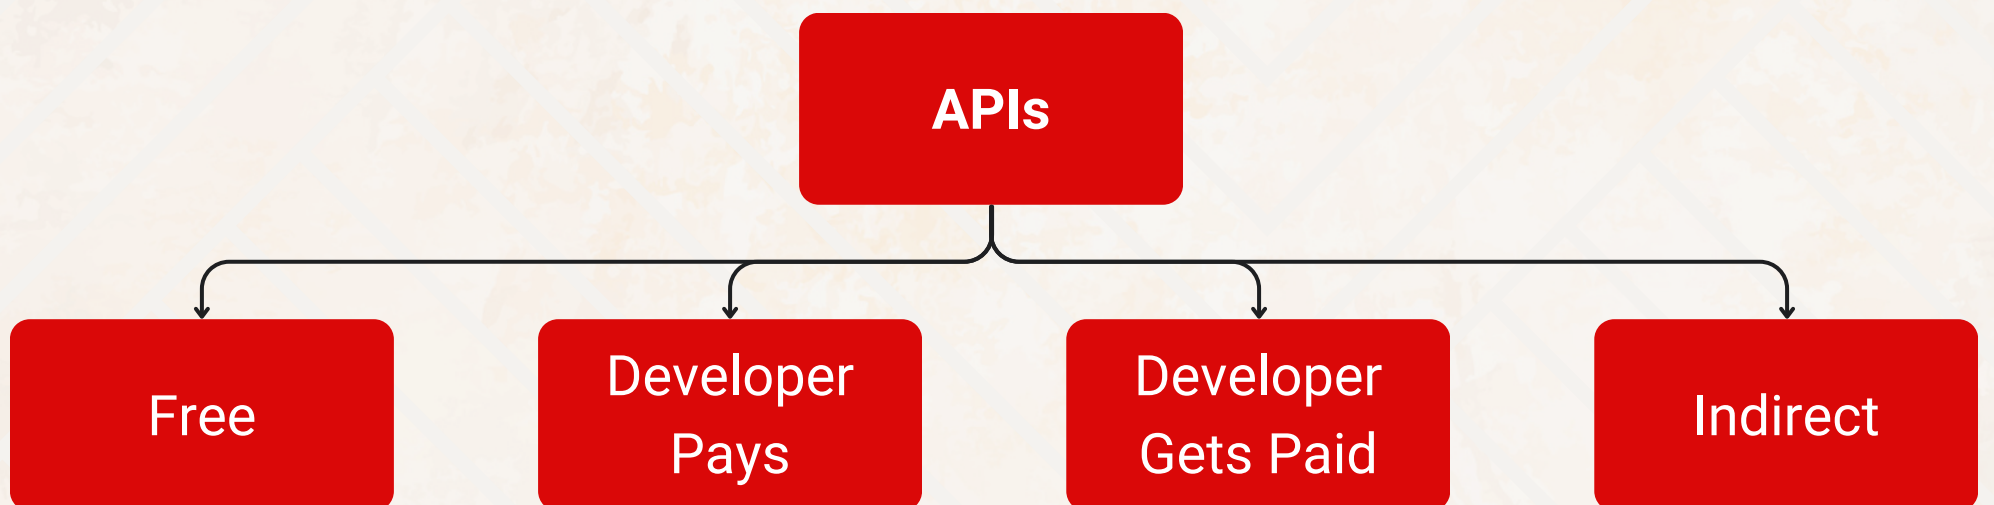 APIs
Free
Developer
Pays
Developer
Gets Paid
Indirect